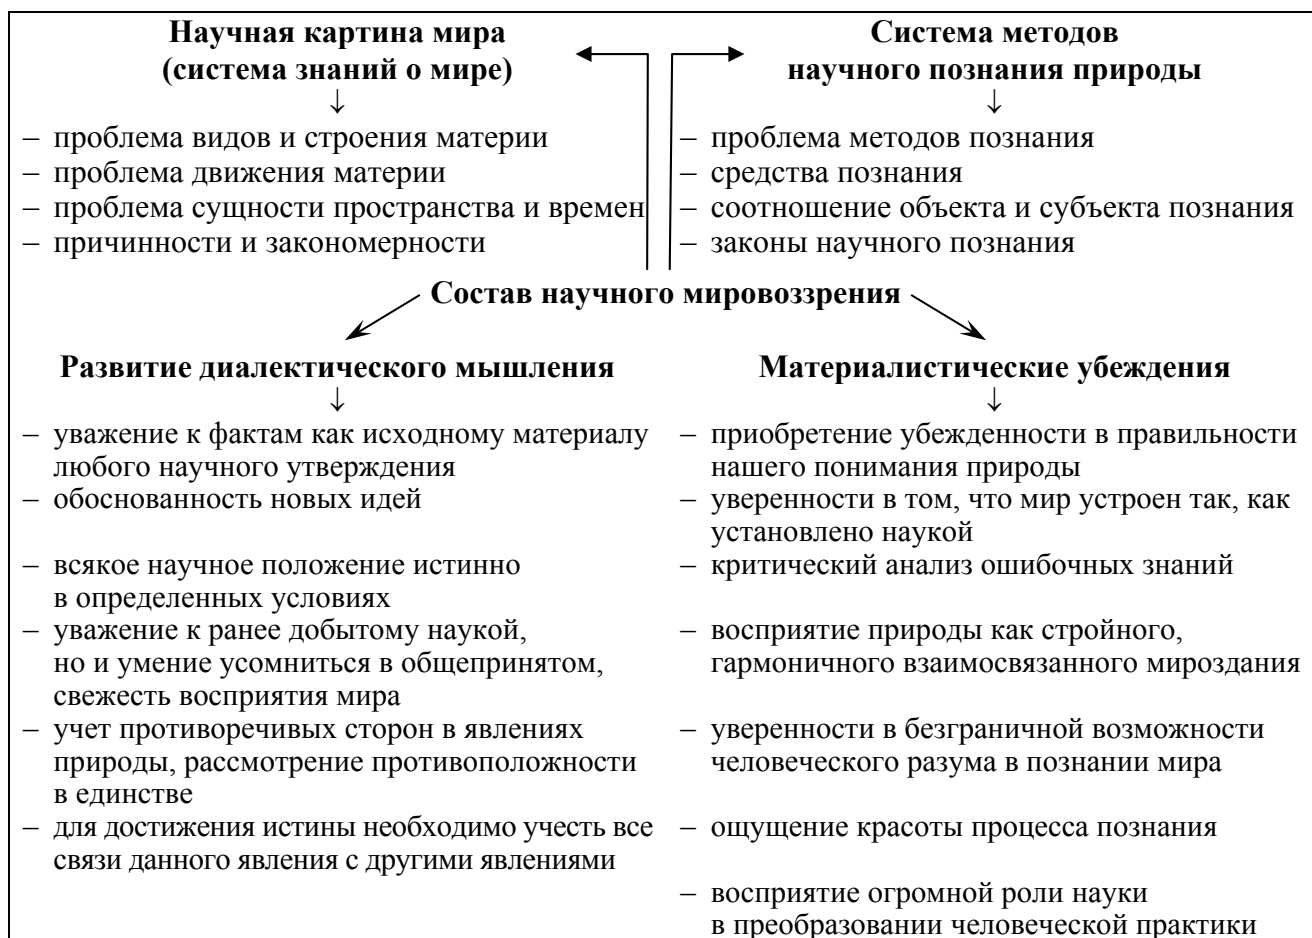 Научная картина мира
(система знаний о мире)
↓
– проблема видов и строения материи
– проблема движения материи
– проблема сущности пространства и времен
– причинности и закономерности
Система методов
научного познания природы
↓
– проблема методов познания
– средства познания
– соотношение объекта и субъекта познания
– законы научного познания
Состав научного мировоззрения
Развитие диалектического мышления
↓
– уважение к фактам как исходному материалу
любого научного утверждения
– обоснованность новых идей
– всякое научное положение истинно
в определенных условиях
– уважение к ранее добытому наукой,
но и умение усомниться в общепринятом,
свежесть восприятия мира
– учет противоречивых сторон в явлениях
природы, рассмотрение противоположности
в единстве
– для достижения истины необходимо учесть все
связи данного явления с другими явлениями
Материалистические убеждения
↓
– приобретение убежденности в правильности
нашего понимания природы
– уверенности в том, что мир устроен так, как
установлено наукой
– критический анализ ошибочных знаний
– восприятие природы как стройного,
гармоничного взаимосвязанного мироздания
– уверенности в безграничной возможности
человеческого разума в познании мира
– ощущение красоты процесса познания
– восприятие огромной роли науки
в преобразовании человеческой практики